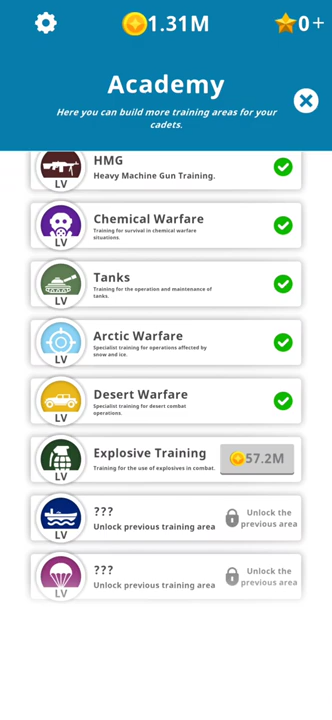 1.31M
0+
Academy
Here you can build more training areas for your
cadets.
HMG
Heavy Machine Gun Training.
LV
Chemical Warfare
Training for survival in chemical warfare
situations.
LV
Tanks
Training for the operation and maintenance of
tanks.
LV
Arctic Warfare
Specialist training for operations affected by
snow and ice.
LV
Desert Warfare
Specialist training for desert combat
operations.
LV
Explosive Training
Training for the use of explosives in combat.
57.2M
LV
???
Unlock previous training area
Unlock the
previous area
LV
???
Unlock previous training area
Unlock the
previous area
LV